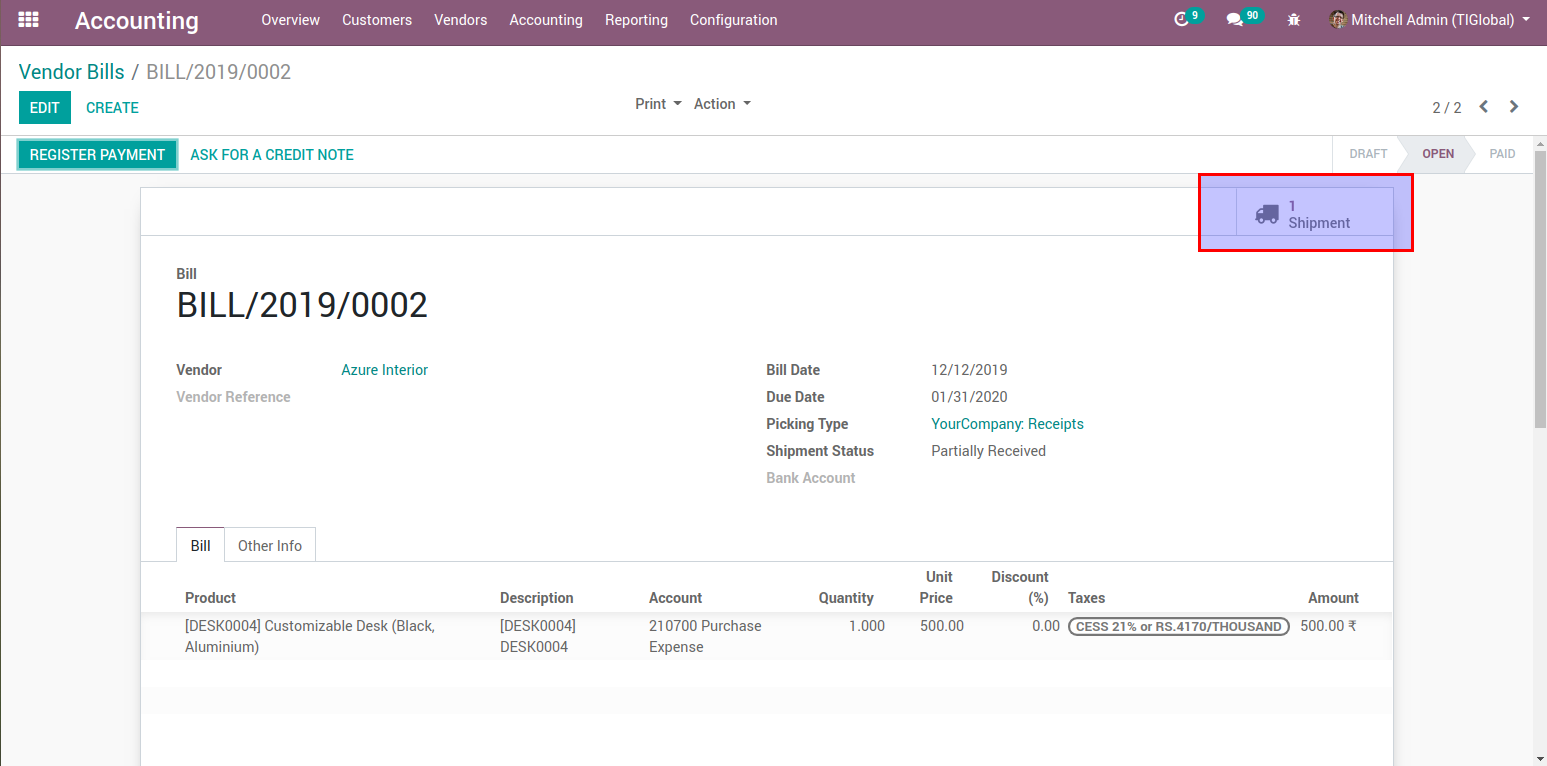 Accounting Overview Customers Vendors Accounting Reporting Configuration 9 90 Mitchell Admin (TIGlobal)
Vendor Bills / BILL/2019/0002
EDIT CREATE Print Action 2 / 2
REGISTER PAYMENT ASK FOR A CREDIT NOTE DRAFT OPEN PAID
1
Shipment
Bill
BILL/2019/0002
Vendor Azure Interior Bill Date 12/12/2019
Vendor Reference Due Date 01/31/2020
Picking Type YourCompany: Receipts
Shipment Status Partially Received
Bank Account
Bill Other Info
Unit Discount
Product Description Account Quantity Price (%) Taxes Amount
[DESK0004] Customizable Desk (Black, [DESK0004] 210700 Purchase 1.000 500.00 0.00 CESS 21% or RS.4170/THOUSAND 500.00 ₹
Aluminium) DESK0004 Expense